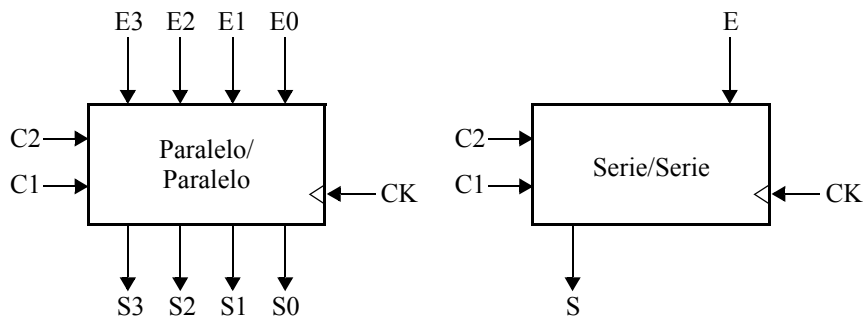 E3 E2 E1 E0
C2
C1
Paralelo/
Paralelo
CK
S3 S2 S1 S0
E
C2
C1
Serie/Serie
CK
S